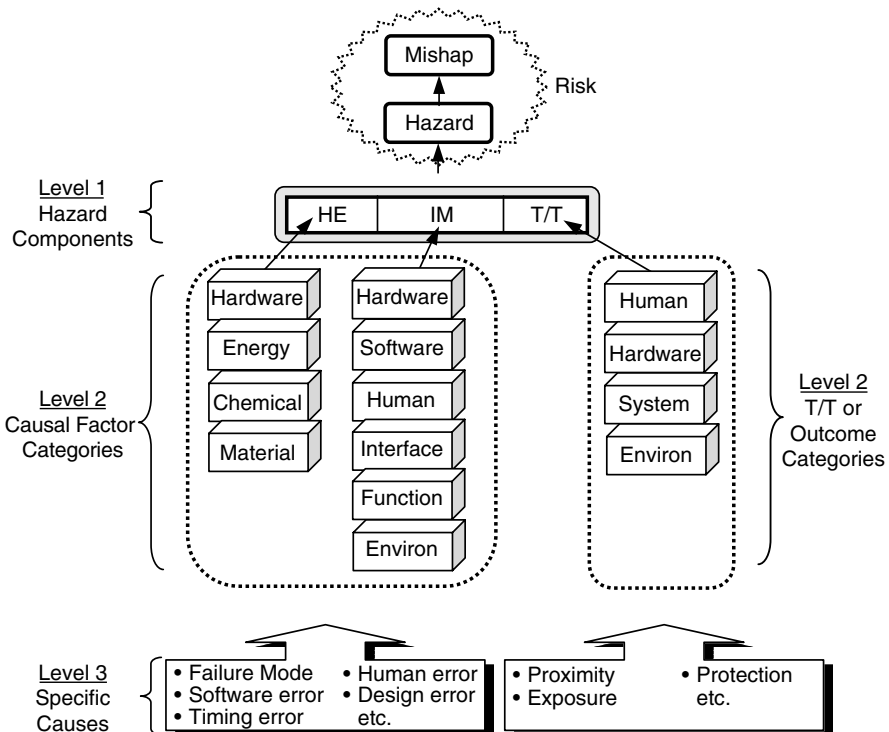 Mishap
Risk
Hazard
Level 1
Hazard
Components
HE
IM
T/T
Hardware
Energy
Chemical
Material
Hardware
Software
Human
Interface
Function
Environ
Human
Hardware
System
Environ
Level 2
Causal Factor
Categories
Level 2
T/T or
Outcome
Categories
Level 3
Specific
Causes
• Failure Mode
• Software error
• Timing error
• Human error
• Design error
etc.
• Proximity
• Exposure
• Protection
etc.